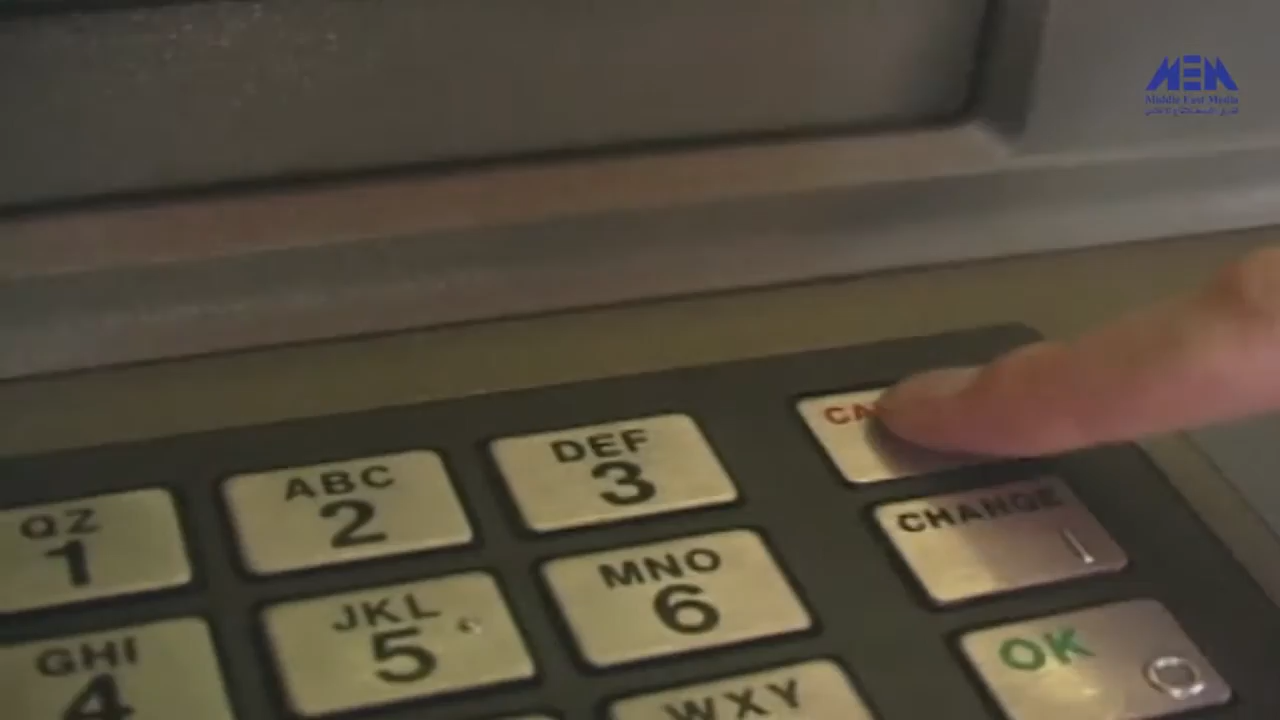 MEM
Middle East Media
QZ
1
ABC
2
DEF
3
CA
GHI
4
JKL
5
MNO
6
CHANGE
WXY
OK